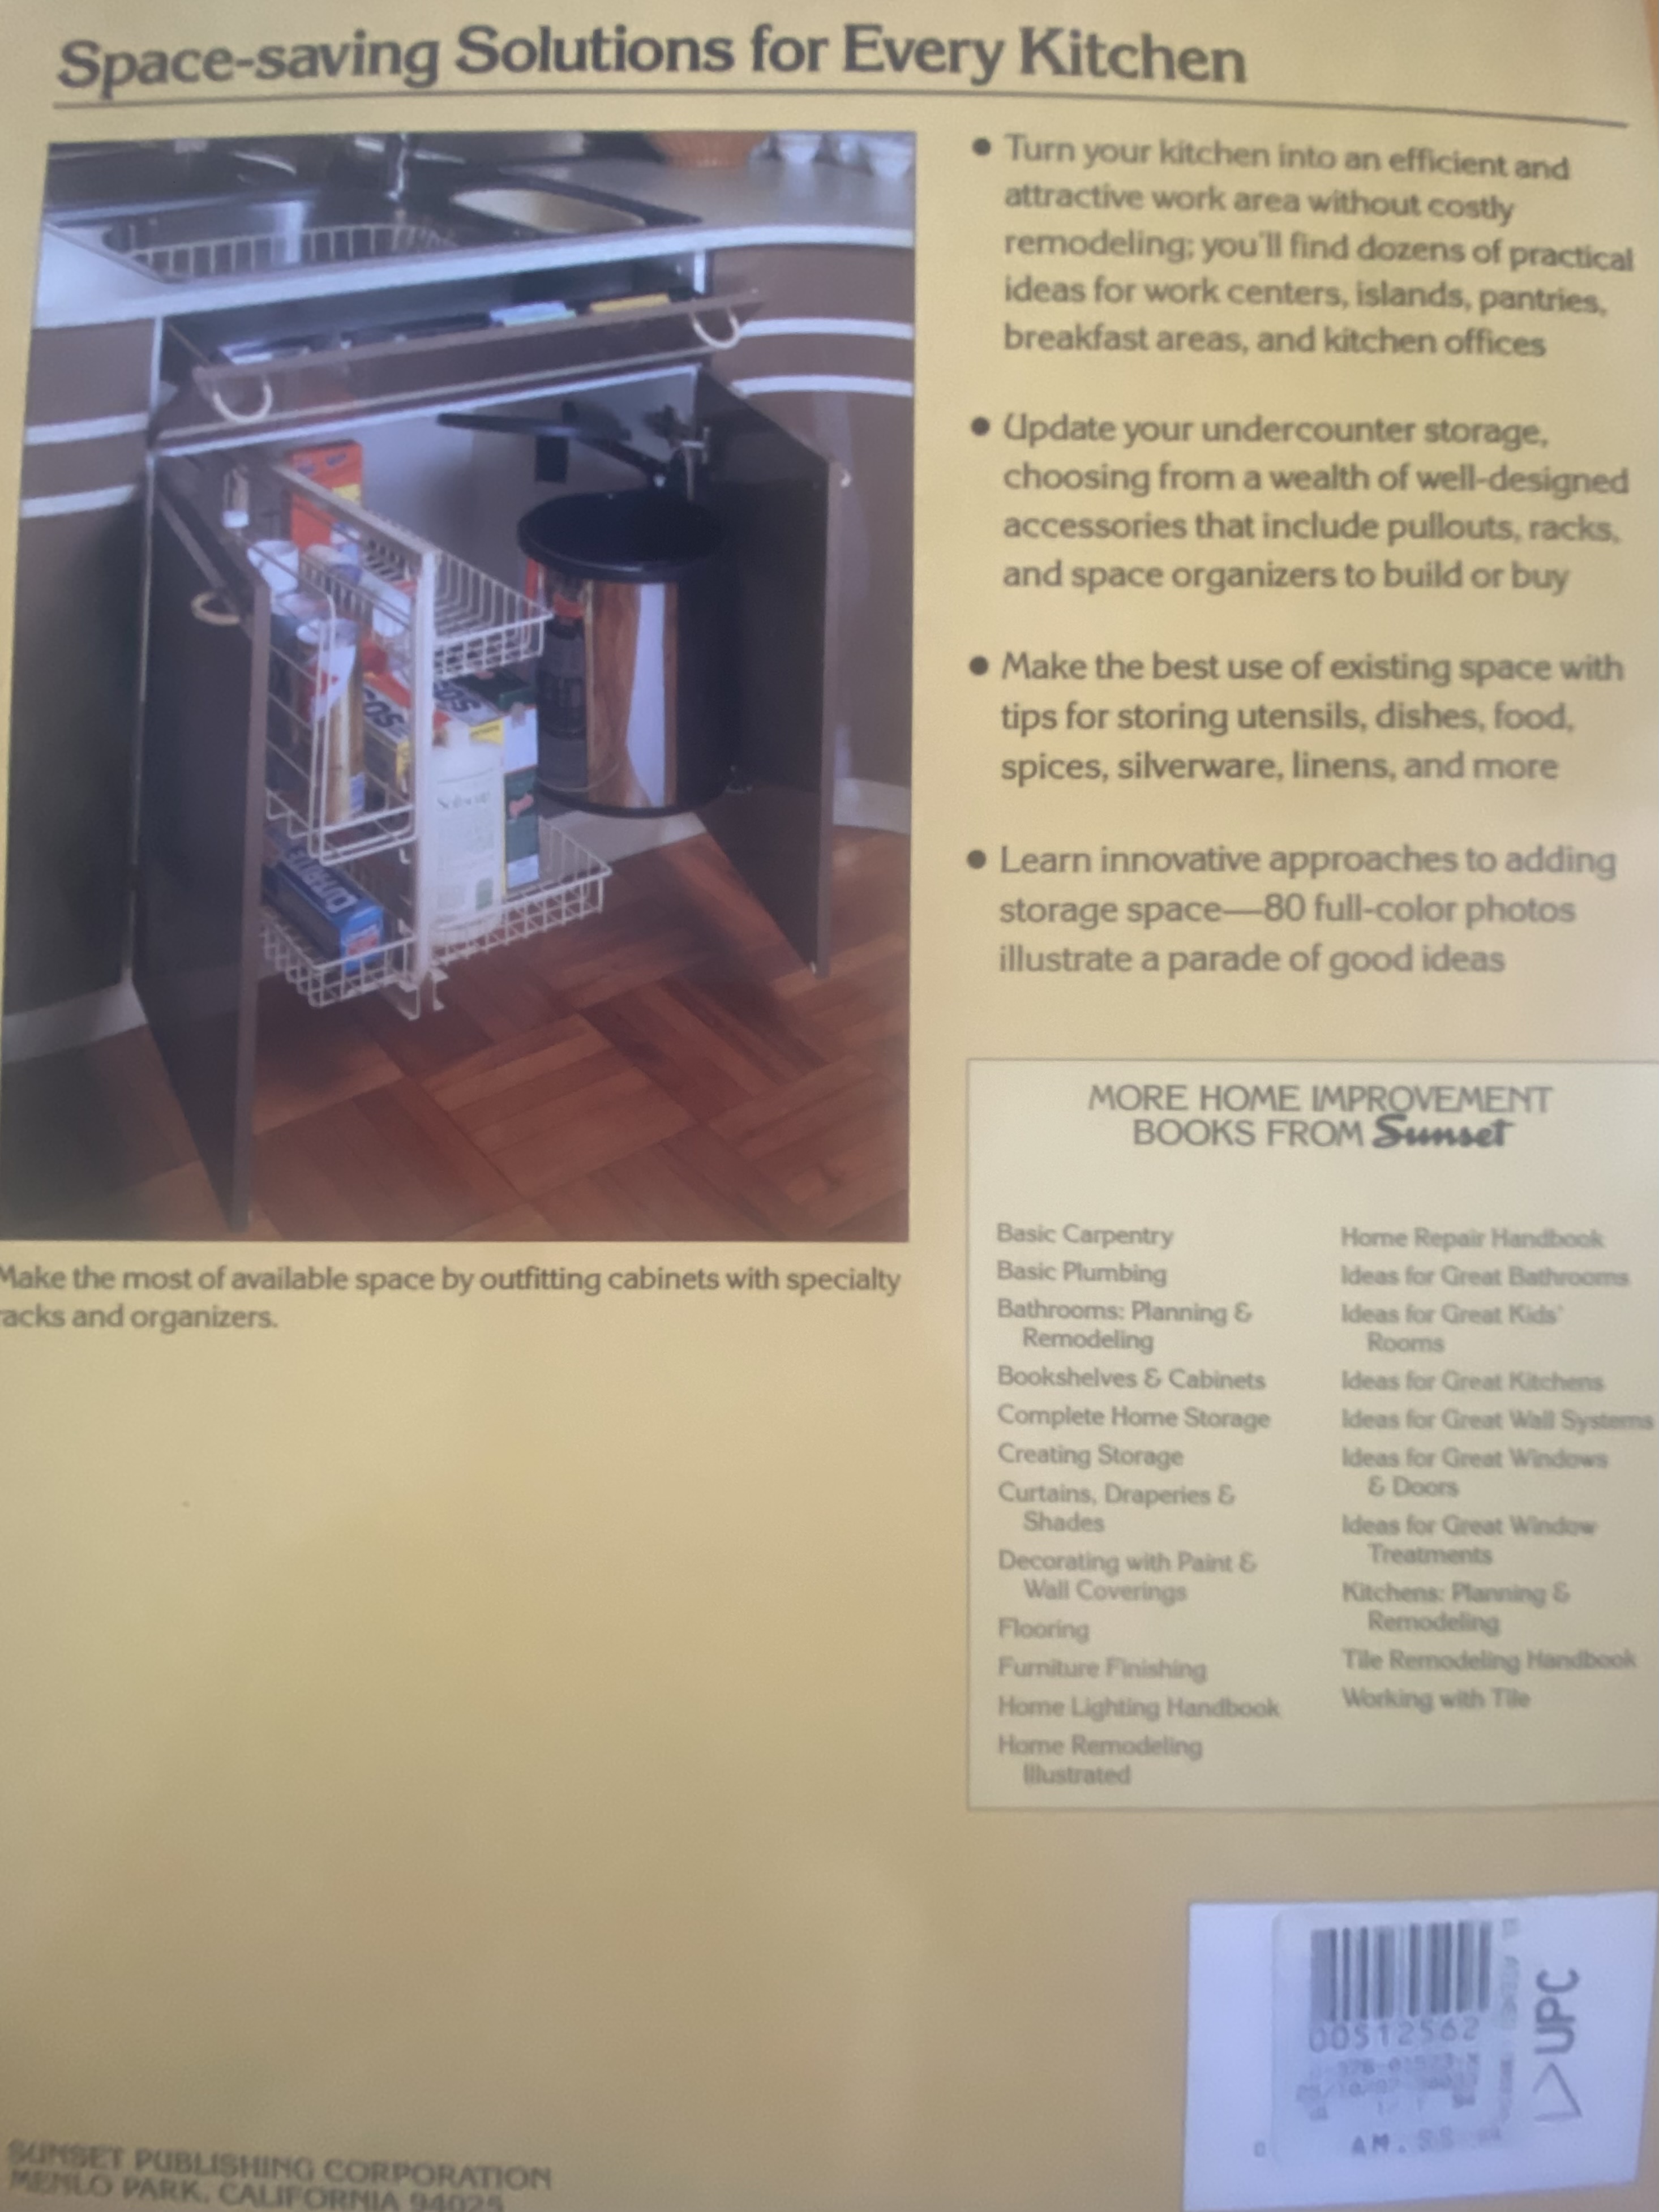 Space-saving Solutions for Every Kitchen
● Turn your kitchen into an efficient and
attractive work area without costly
remodeling; you'll find dozens of practical
ideas for work centers, islands, pantries,
breakfast areas, and kitchen offices
● Update your undercounter storage,
choosing from a wealth of well-designed
accessories that include pullouts, racks,
and space organizers to build or buy
● Make the best use of existing space with
tips for storing utensils, dishes, food,
spices, silverware, linens, and more
● Learn innovative approaches to adding
storage space—80 full-color photos
illustrate a parade of good ideas
Make the most of available space by outfitting cabinets with specialty
racks and organizers.
MORE HOME IMPROVEMENT
BOOKS FROM Sunset
Basic Carpentry
Basic Plumbing
Bathrooms: Planning &
Remodeling
Bookshelves & Cabinets
Complete Home Storage
Creating Storage
Curtains, Draperies &
Shades
Decorating with Paint &
Wall Coverings
Flooring
Furniture Finishing
Home Lighting Handbook
Home Remodeling
Illustrated
Home Repair Handbook
Ideas for Great Bathrooms
Ideas for Great Kids'
Rooms
Ideas for Great Kitchens
Ideas for Great Wall Systems
Ideas for Great Windows
& Doors
Ideas for Great Window
Treatments
Kitchens: Planning &
Remodeling
Tile Remodeling Handbook
Working with Tile
00512562
>UPC
SUNSET PUBLISHING CORPORATION
MENLO PARK, CALIFORNIA 94025